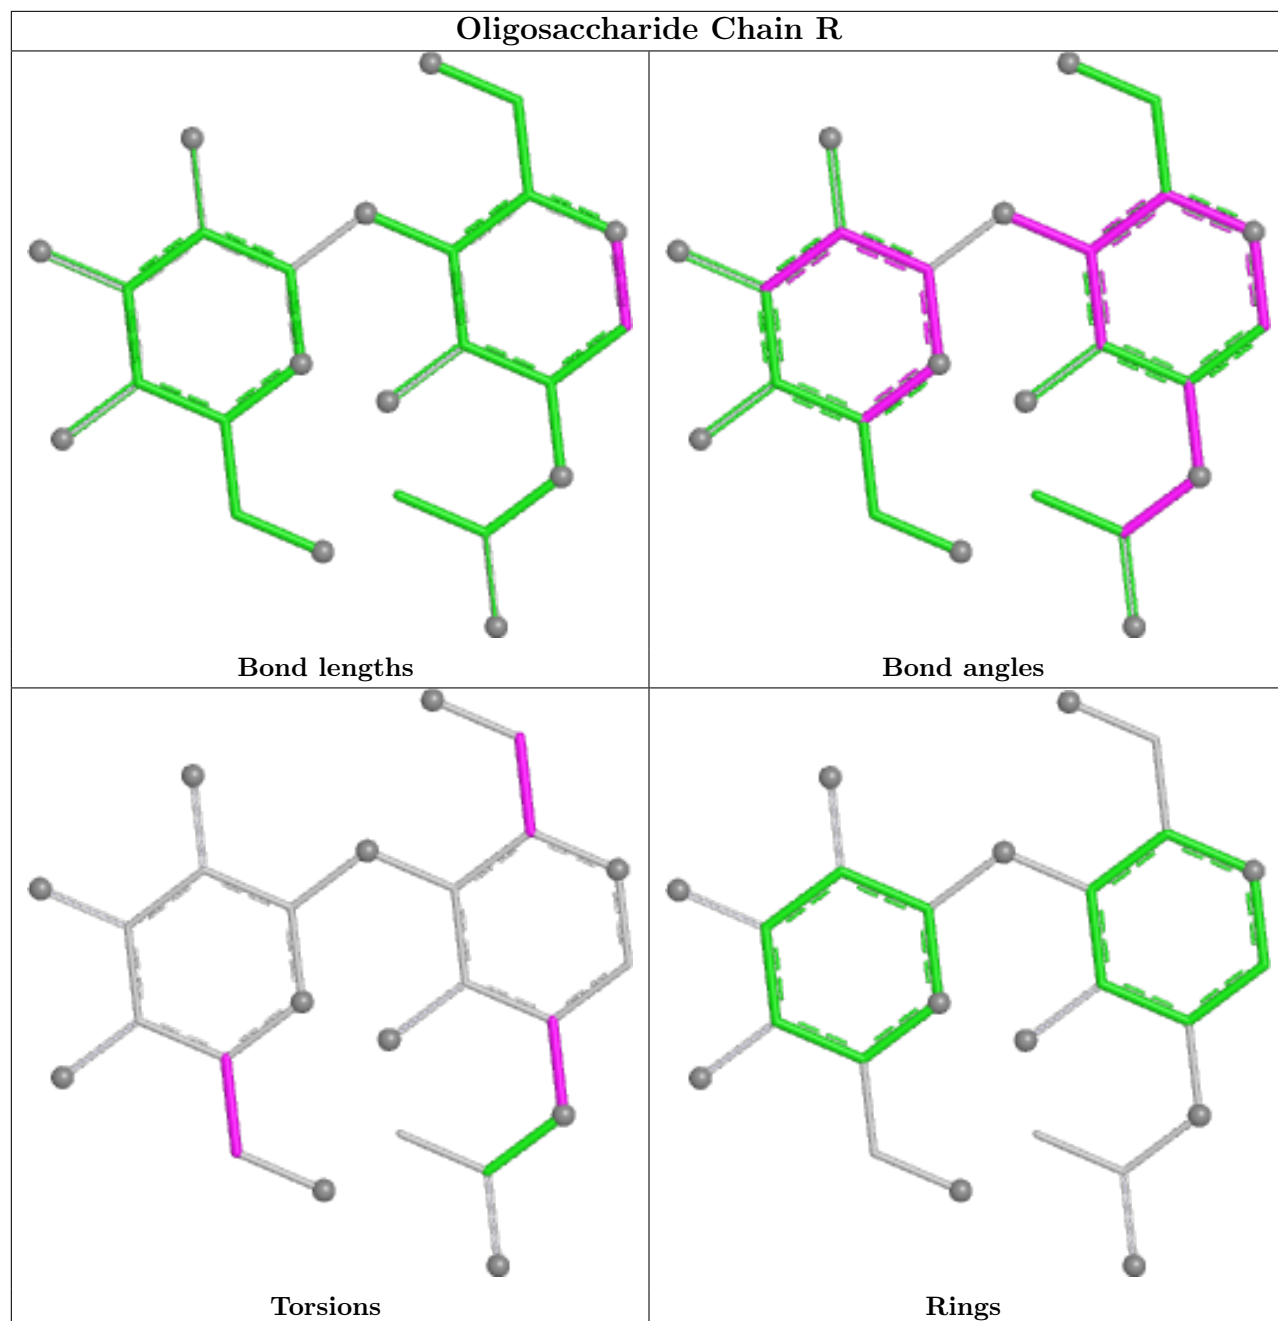 Oligosaccharide Chain R
Bond lengths
Bond angles
Torsions
Rings